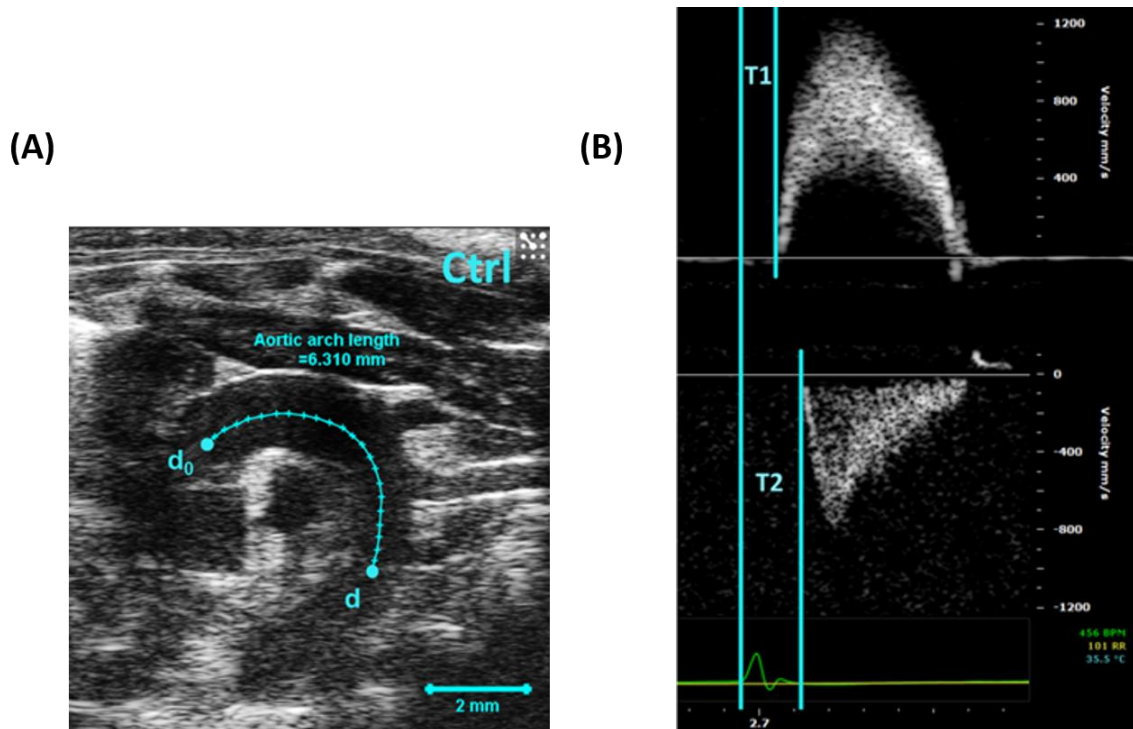 (A)
Ctrl
Aortic arch length
=6.310 mm
d₀
d
2 mm
(B)
T1
1200
800
400
Velocity mm/s
T2
0
-400
-800
-1200
Velocity mm/s
456 BPM
101 RR
35.5 °C
2.7